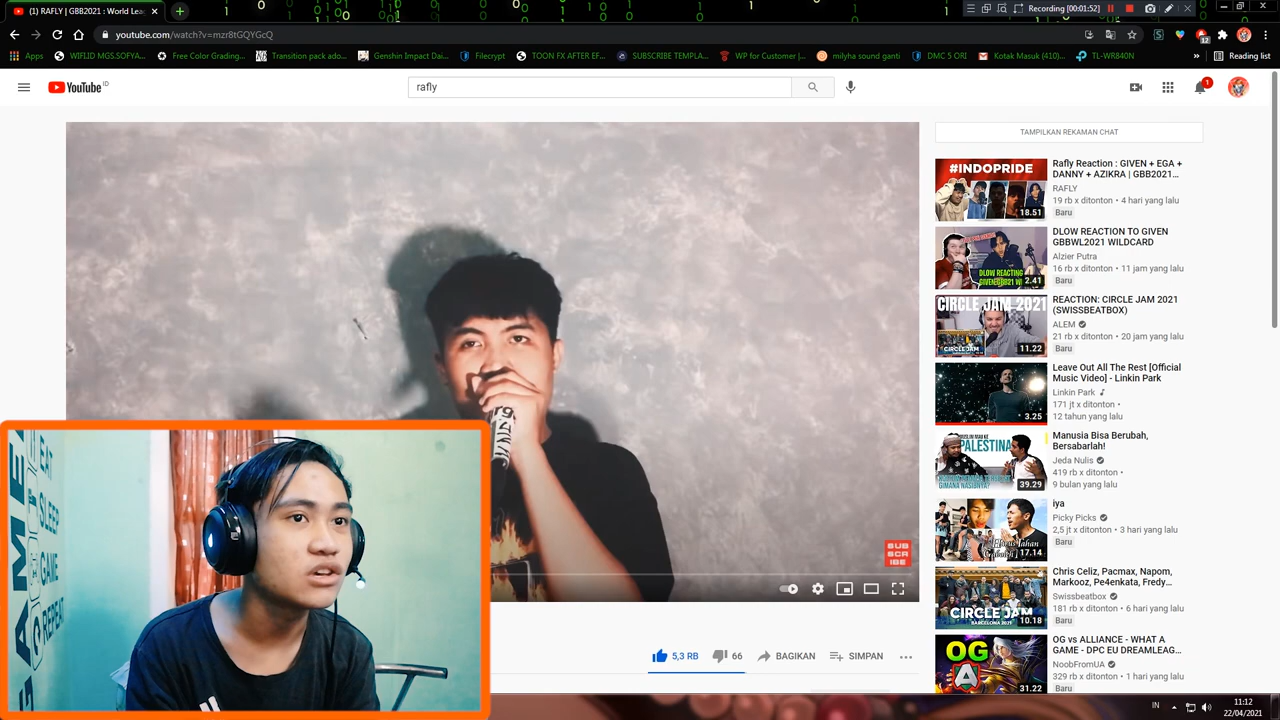 (1) RAFLY | GBB2021 : World Lea
Recording [00:01:52]
youtube.com/watch?v=mzr8tGQYGcQ
12
Apps
WIFI.ID MGS.SOFYA...
Free Color Grading...
Transition pack ado...
Genshin Impact Dai...
Filecrypt
TOON FX AFTER EF...
SUBSCRIBE TEMPLA...
WP for Customer |...
milyha sound ganti
DMC 5 ORI
Kotak Masuk (410)...
TL-WR840N
»
Reading list
YouTube ID
rafly
1
TAMPILKAN REKAMAN CHAT
#INDOPRIDE
18.51
Rafly Reaction : GIVEN + EGA +
DANNY + AZIKRA | GBB2021...
RAFLY
19 rb x ditonton • 4 hari yang lalu
Baru
DLOW REACTING
2.41
DLOW REACTION TO GIVEN
GBBWL2021 WILDCARD
Alzier Putra
16 rb x ditonton • 11 jam yang lalu
Baru
CIRCLE JAM 2021
11.22
REACTION: CIRCLE JAM 2021
(SWISSBEATBOX)
ALEM
21 rb x ditonton • 20 jam yang lalu
Baru
3.25
Leave Out All The Rest [Official
Music Video] - Linkin Park
Linkin Park
171 jt x ditonton •
12 tahun yang lalu
PALESTINA
39.29
Manusia Bisa Berubah,
Bersabarlah!
Jeda Nulis
419 rb x ditonton •
9 bulan yang lalu
17.14
iya
Picky Picks
2,5 jt x ditonton • 3 hari yang lalu
Baru
CIRCLE JAM
BARCELONA 2021
10.18
Chris Celiz, Pacmax, Napom,
Markooz, Pe4enkata, Fredy...
Swissbeatbox
181 rb x ditonton • 6 hari yang lalu
Baru
OG
A
31.22
OG vs ALLIANCE - WHAT A
GAME - DPC EU DREAMLEAG...
NoobFromUA
329 rb x ditonton • 1 hari yang lalu
Baru
SUB
SCR
IBE
5,3 RB
66
BAGIKAN
SIMPAN
EAT
SLEEP
GAME
REPEAT
IN
11:12
22/04/2021